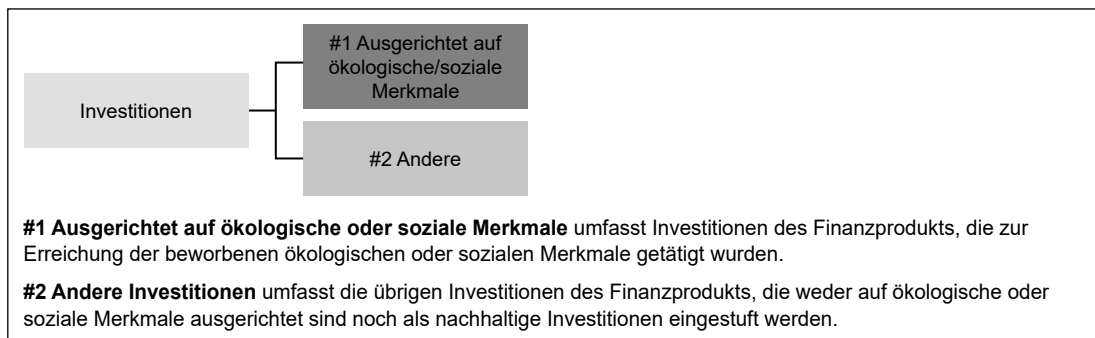 #1 Ausgerichtet auf
ökologische/soziale
Merkmale
Investitionen
#2 Andere
#1 Ausgerichtet auf ökologische oder soziale Merkmale umfasst Investitionen des Finanzprodukts, die zur
Erreichung der beworbenen ökologischen oder sozialen Merkmale getätigt wurden.
#2 Andere Investitionen umfasst die übrigen Investitionen des Finanzprodukts, die weder auf ökologische oder
soziale Merkmale ausgerichtet sind noch als nachhaltige Investitionen eingestuft werden.